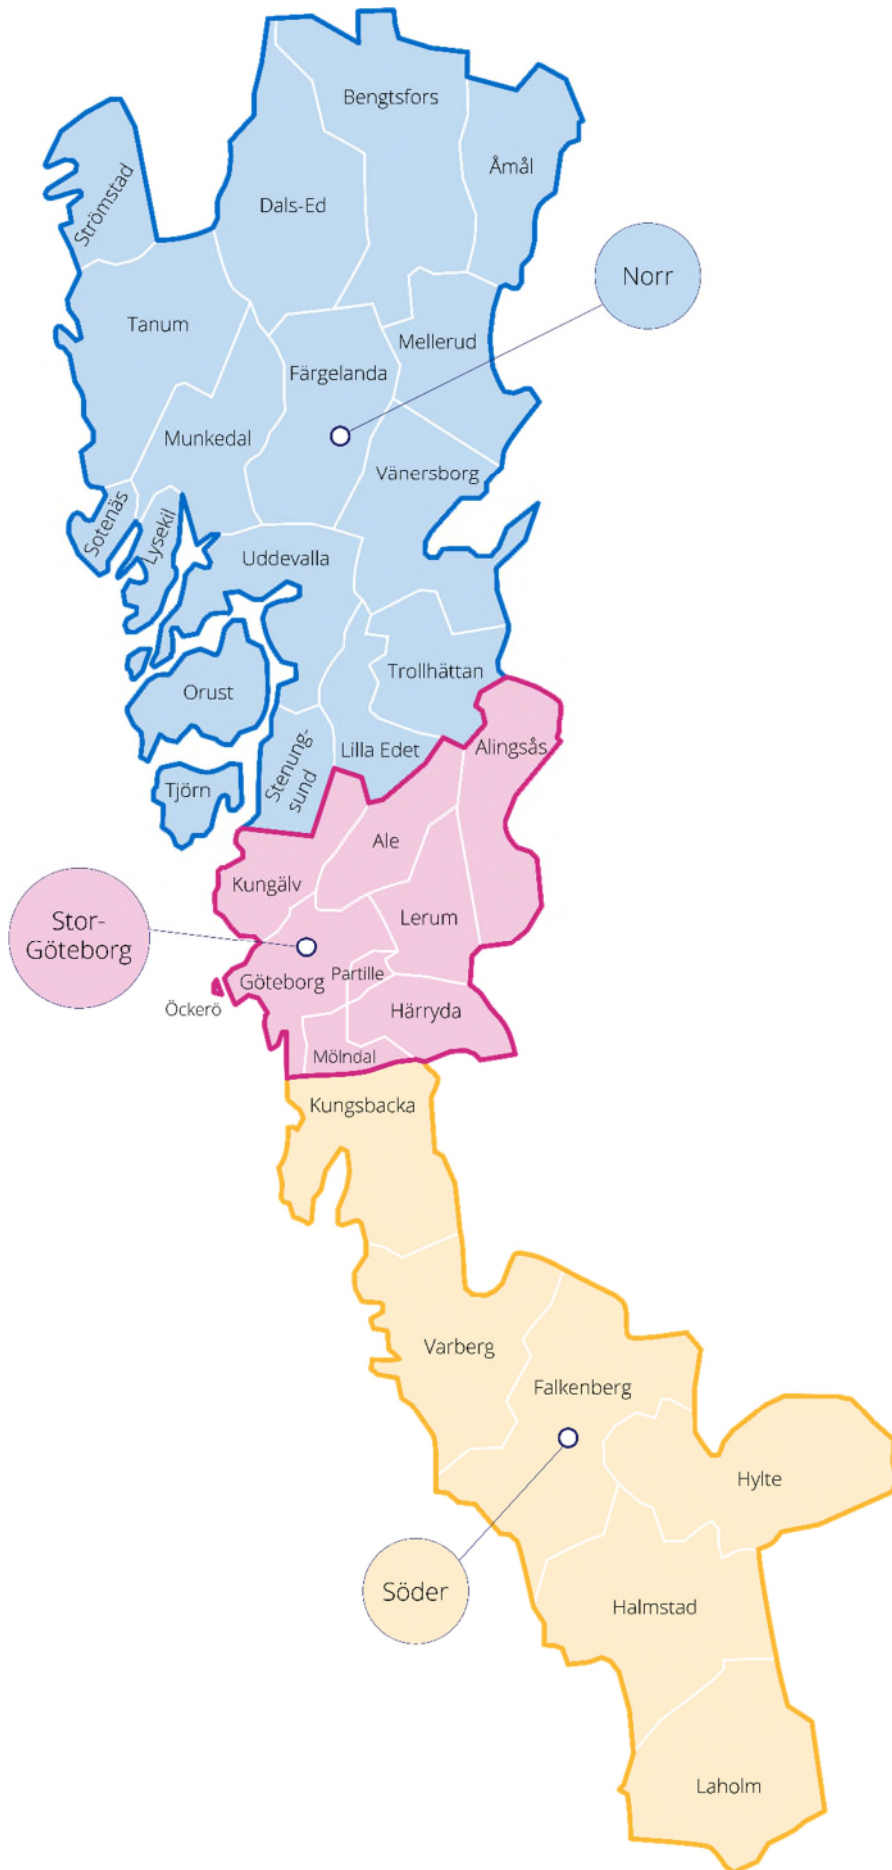 Bengtsfors
Åmål
Strömstad
Dals-Ed
Norr
Tanum
Mellerud
Färgelanda
Munkedal
Vänersborg
Sotenäs
Lysekil
Uddevalla
Trollhättan
Orust
Lilla Edet
Alingsås
Stenung-
sund
Tjörn
Ale
Kungälv
Lerum
Stor-
Göteborg
Partille
Göteborg
Öckerö
Härryda
Mölndal
Kungsbacka
Varberg
Falkenberg
Hylte
Söder
Halmstad
Laholm